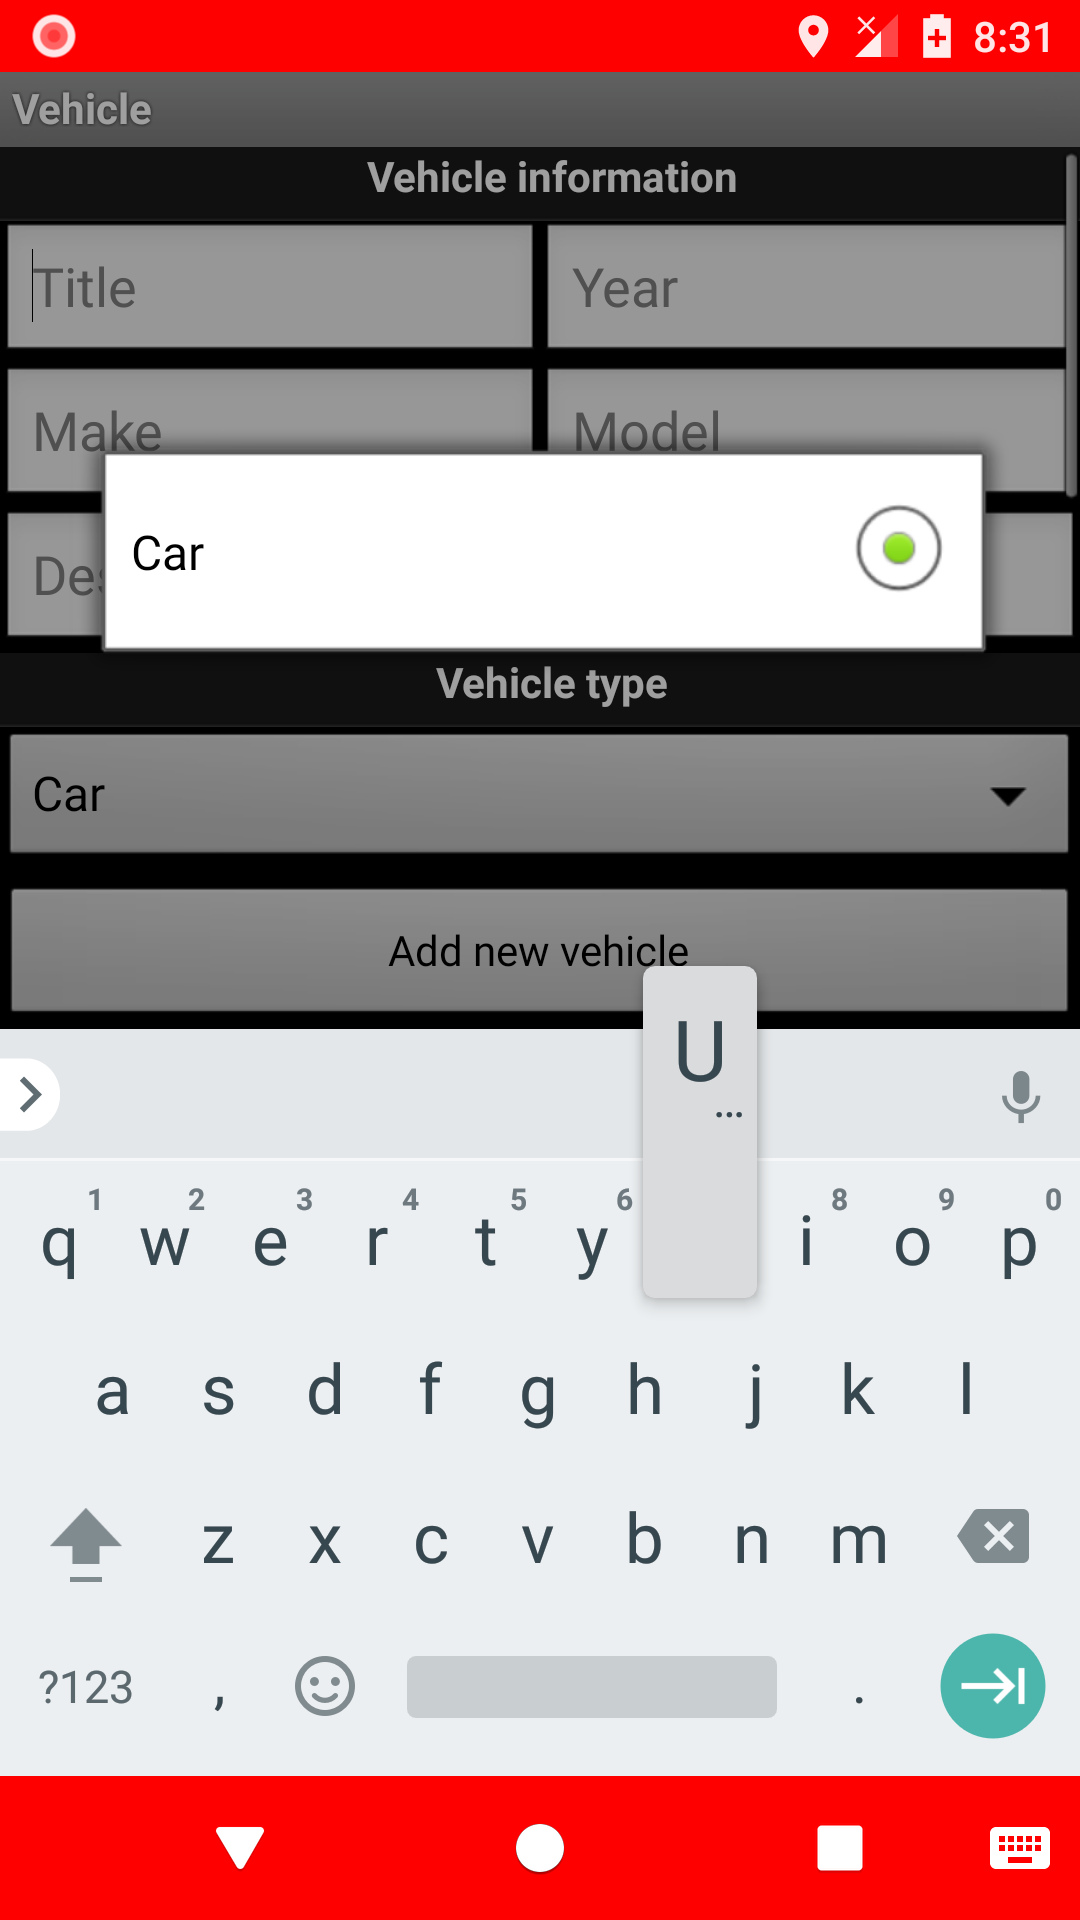 8:31
Vehicle
Vehicle information
Title Year
Make Model
Des
Car
Vehicle type
Car
Add new vehicle
U
...
1 2 3 4 5 6 8 9 0
q w e r t y i o p
a s d f g h j k l
z x c v b n m
?123 , .